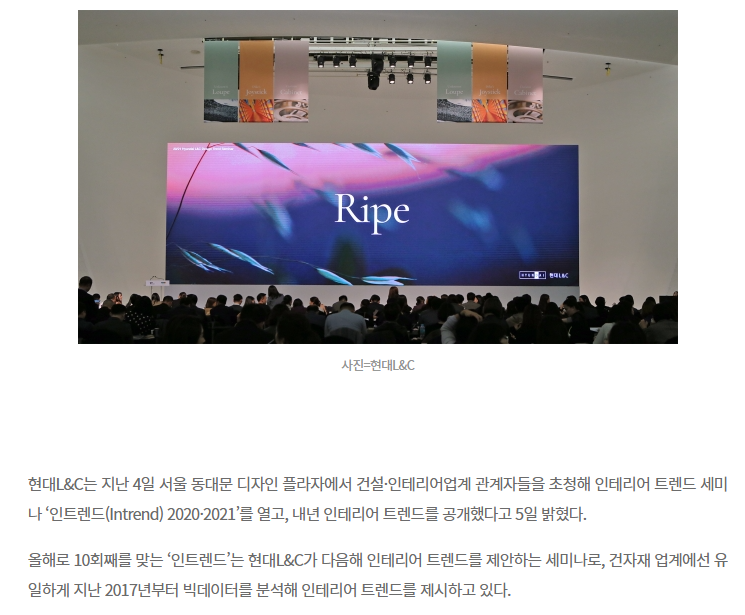 Loupe
Joystick
Loupe
Joystick
Ripe
현대L&C
사진=현대L&C
현대L&C는 지난 4일 서울 동대문 디자인 플라자에서 건설·인테리어업계 관계자들을 초청해 인테리어 트렌드 세미
나 ‘인트렌드(Intrend) 2020·2021’를 열고, 내년 인테리어 트렌드를 공개했다고 5일 밝혔다.
올해로 10회째를 맞는 ‘인트렌드’는 현대L&C가 다음해 인테리어 트렌드를 제안하는 세미나로, 건자재 업계에선 유
일하게 지난 2017년부터 빅데이터를 분석해 인테리어 트렌드를 제시하고 있다.